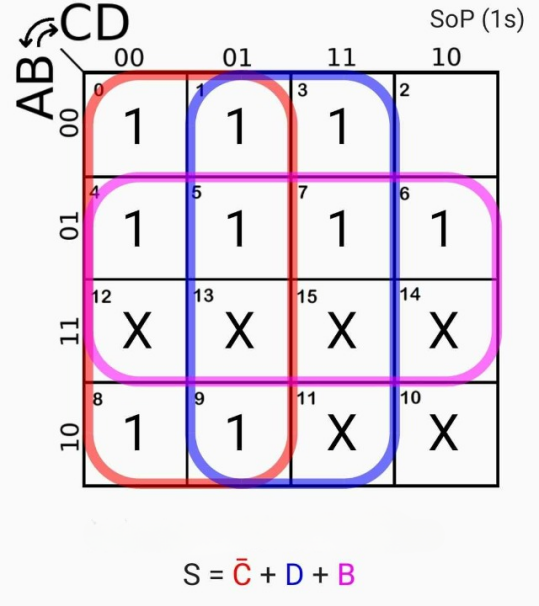 CD SoP (1s)
AB 00 01 11 10
00 0 1 1 1 3 1 2
01 4 1 5 1 7 1 6 1
11 12 X 13 X 15 X 14 X
10 8 1 9 1 11 X 10 X
S = C̄ + D + B